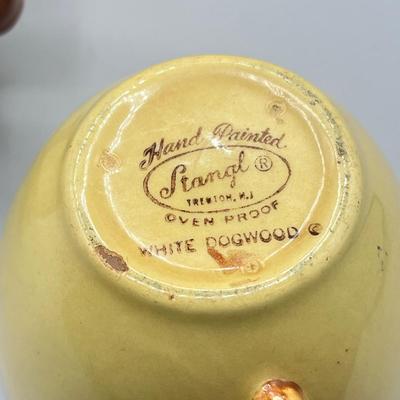 Hand Painted
Stangl ®
TRENTON, N.J
OVEN PROOF
WHITE DOGWOOD ©